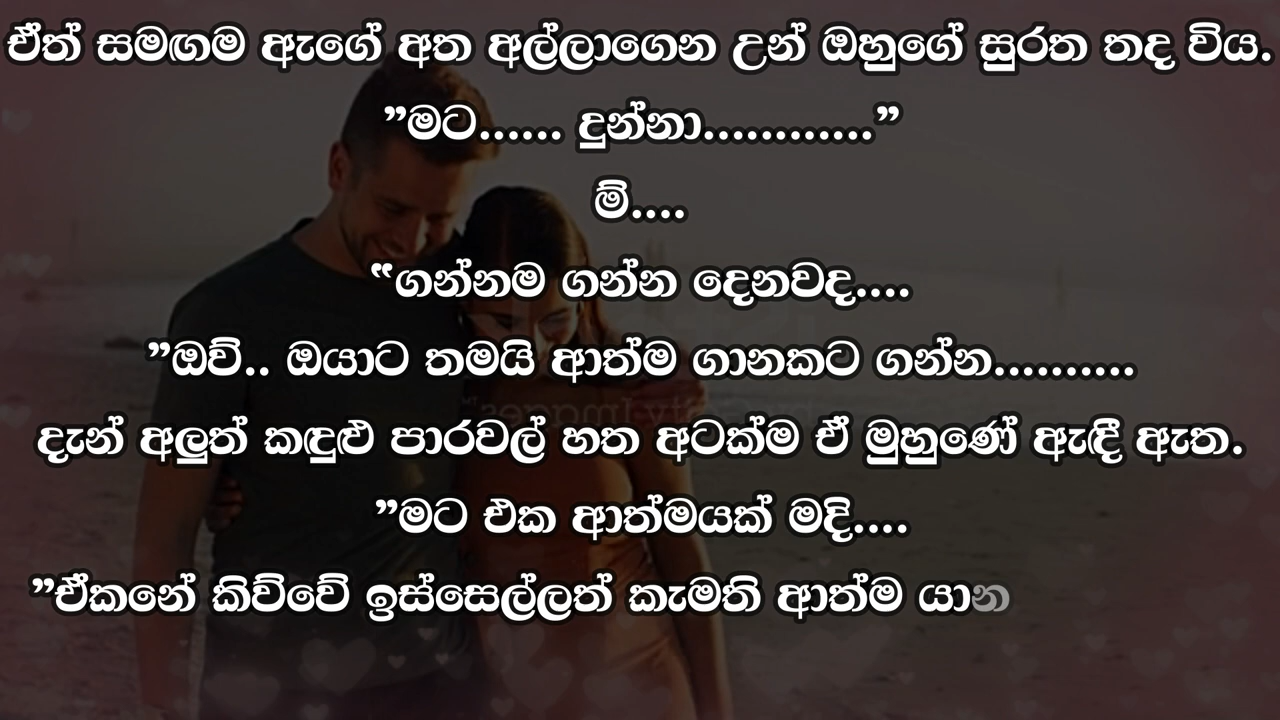 ඒත් සමඟම ඇගේ අත අල්ලාගෙන උන් ඔහුගේ සුරත තද විය.
”මට...... දුන්නා............”
ම්....
“ගන්නම ගන්න දෙනවද....
”ඔව්.. ඔයාට තමයි ආත්ම ගානකට ගන්න..........
දැන් අලුත් කඳුළු පාරවල් හත අටක්ම ඒ මුහුණේ ඇඳී ඇත.
”මට එක ආත්මයක් මදි....
”ඒකනේ කිව්වේ ඉස්සෙල්ලත් කැමති ආත්ම යාන